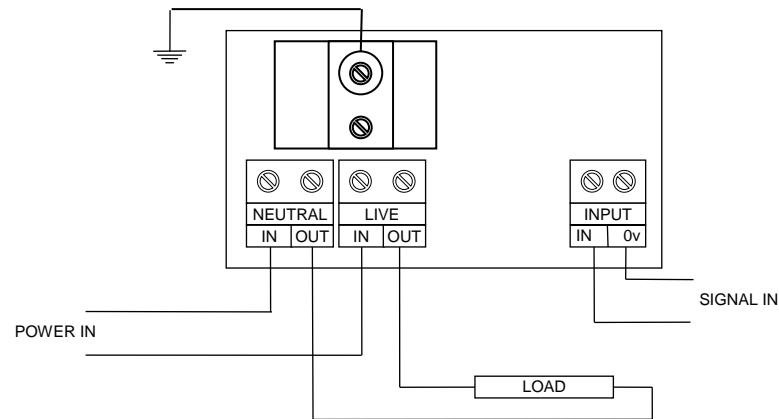 NEUTRAL LIVE INPUT
IN OUT IN OUT IN 0v
SIGNAL IN
POWER IN
LOAD